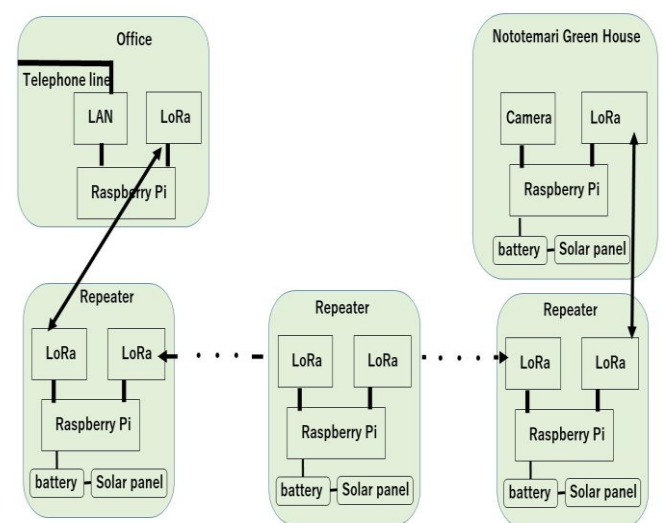 Office
Telephone line
LAN
LoRa
Raspberry Pi
Nototemari Green House
Camera
LoRa
Raspberry Pi
battery
Solar panel
Repeater
LoRa
LoRa
Raspberry Pi
battery
Solar panel
Repeater
LoRa
LoRa
Raspberry Pi
battery
Solar panel
Repeater
LoRa
LoRa
Raspberry Pi
battery
Solar panel